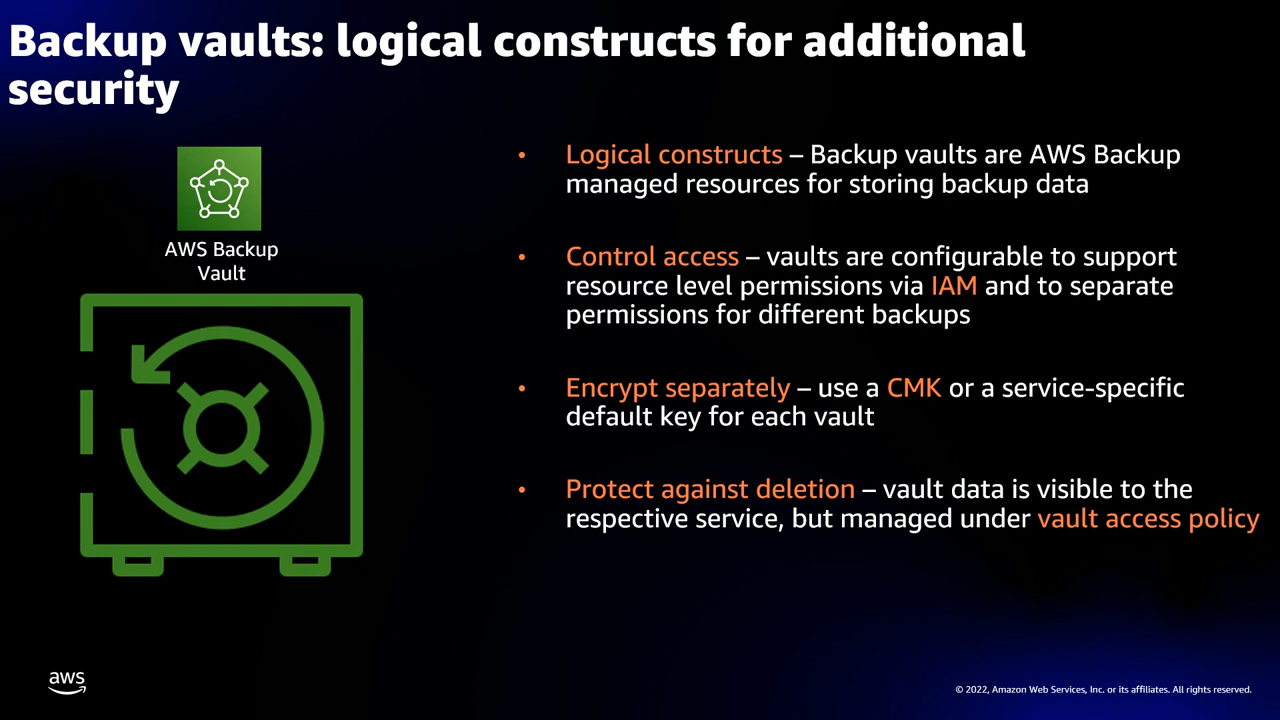 Backup vaults: logical constructs for additional
security
AWS Backup
Vault
• Logical constructs – Backup vaults are AWS Backup
managed resources for storing backup data
• Control access – vaults are configurable to support
resource level permissions via IAM and to separate
permissions for different backups
• Encrypt separately – use a CMK or a service-specific
default key for each vault
• Protect against deletion – vault data is visible to the
respective service, but managed under vault access policy
aws
© 2022, Amazon Web Services, Inc. or its affiliates. All rights reserved.